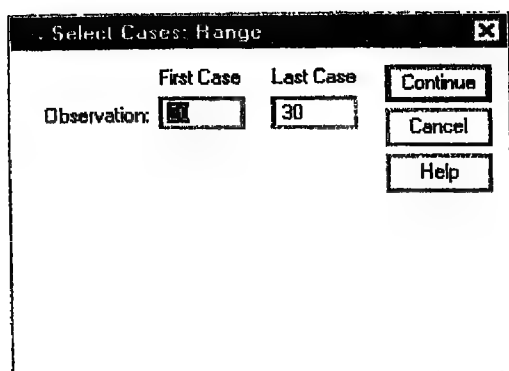 Select Cases: Range
First Case Last Case Continue
Observation: 30
Cancel
Help